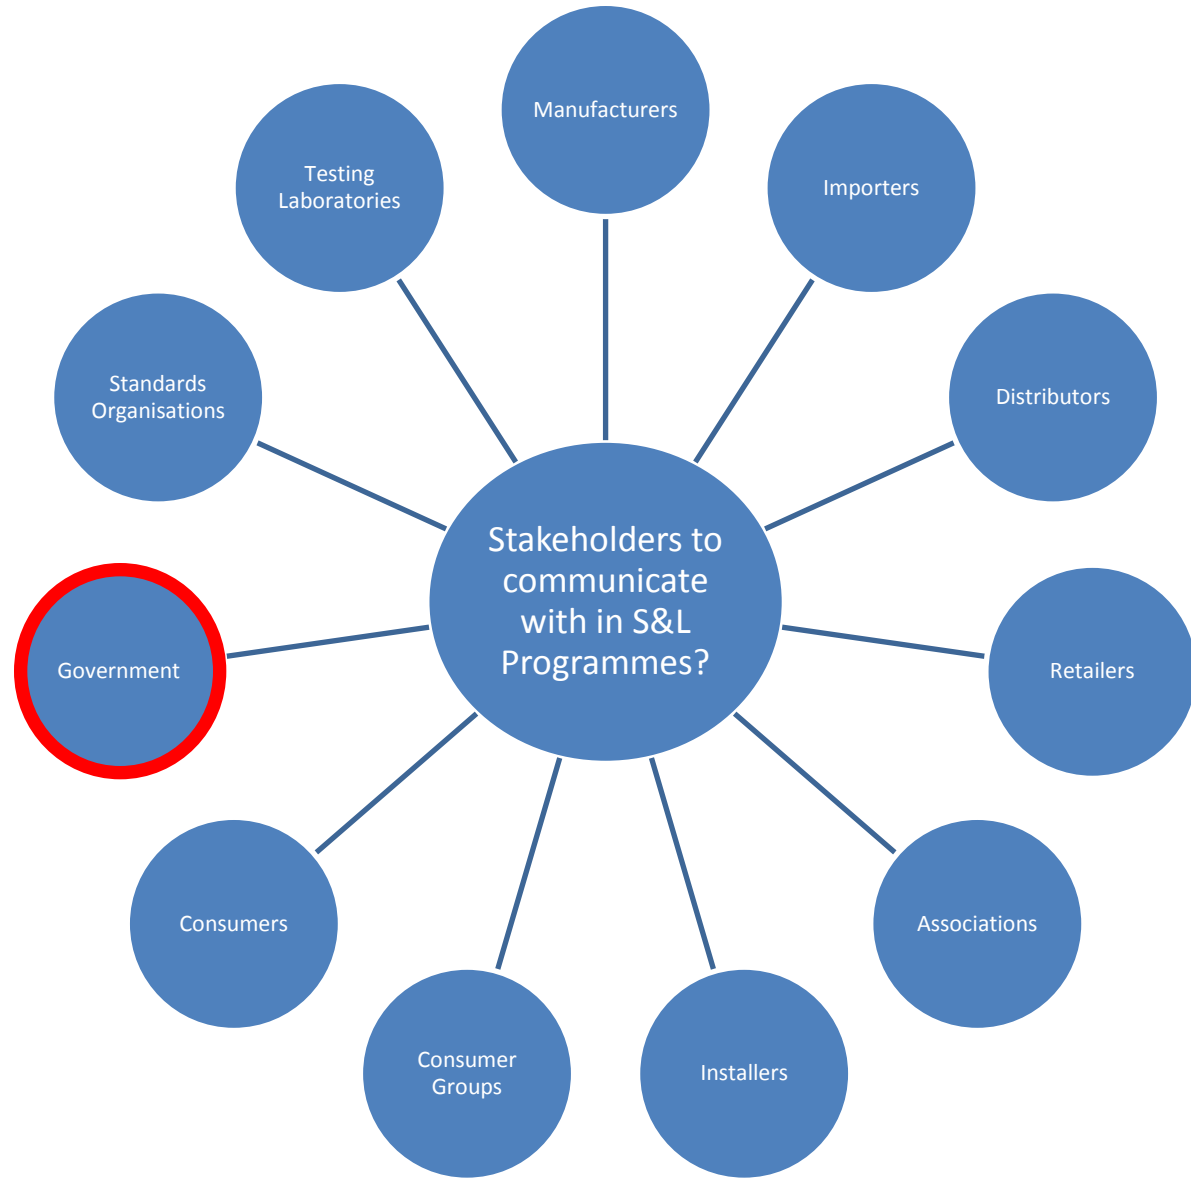 Manufacturers
Importers
Distributors
Retailers
Associations
Installers
Consumer
Groups
Consumers
Government
Standards
Organisations
Testing
Laboratories
Stakeholders to
communicate
with in S&L
Programmes?